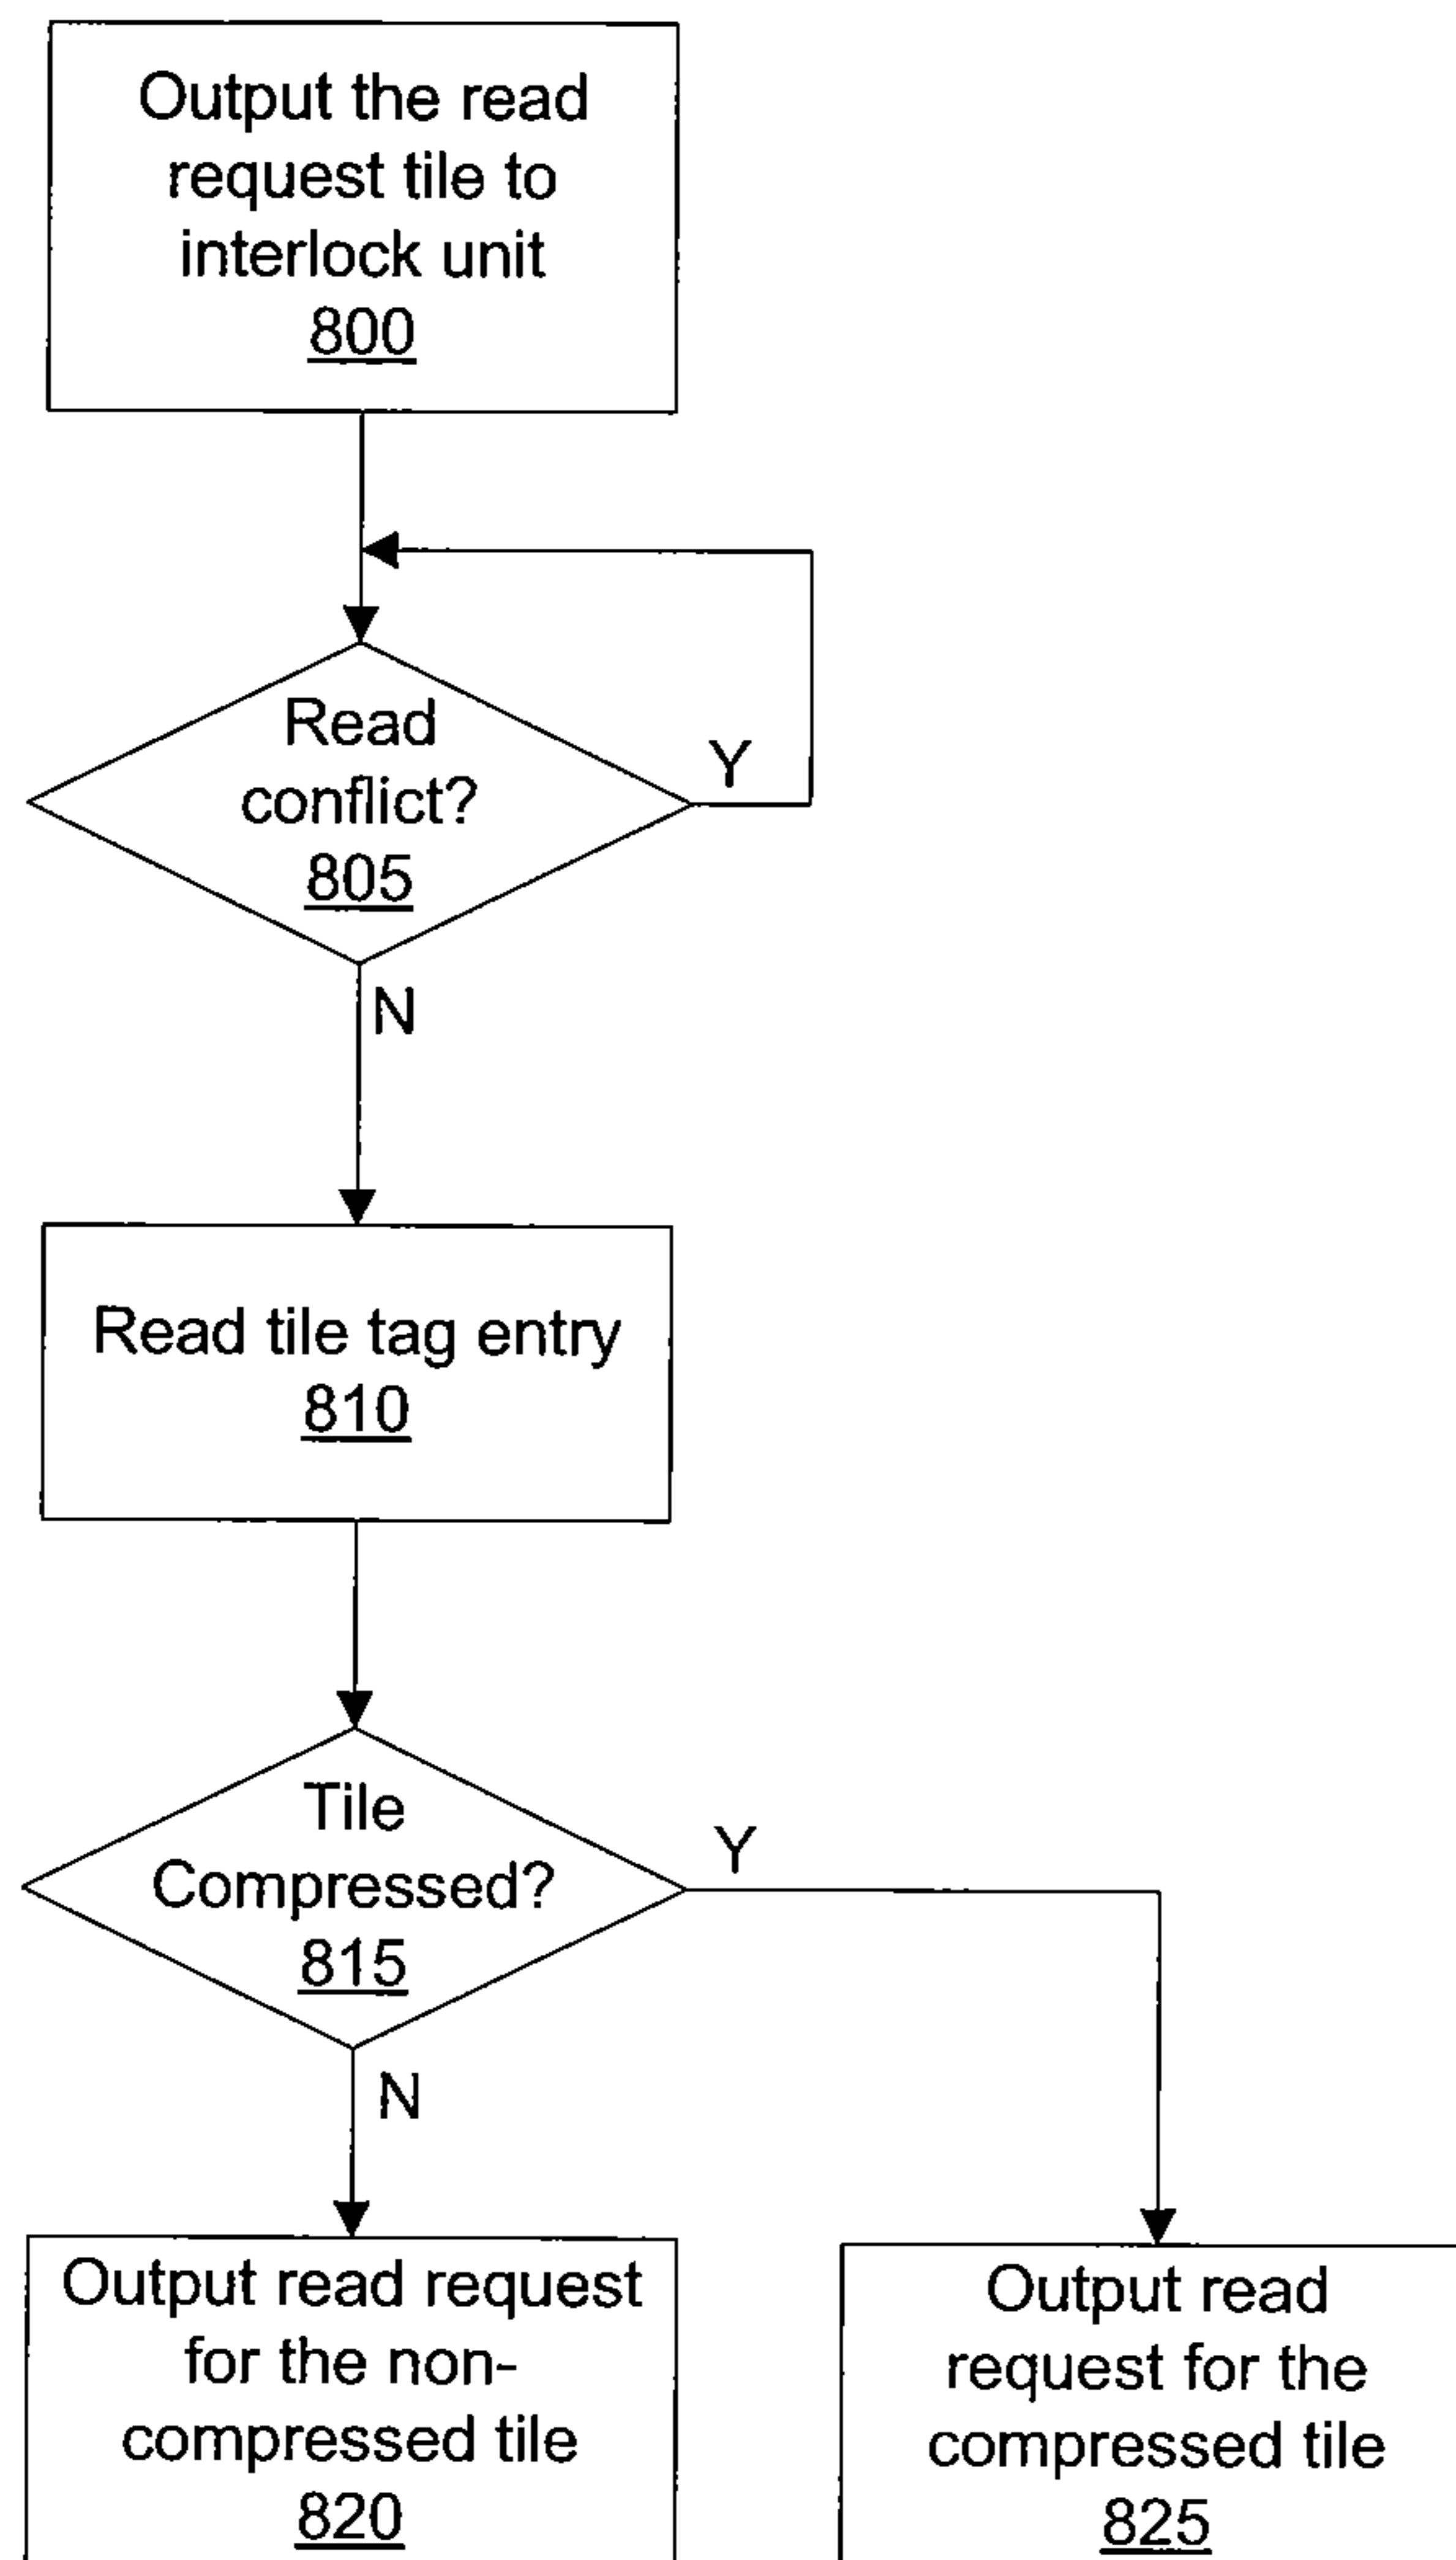 Output the read
request tile to
interlock unit
800
Read
conflict?
805
Y
N
Read tile tag entry
810
Tile
Compressed?
815
Y
N
Output read request
for the non-
compressed tile
820
Output read
request for the
compressed tile
825